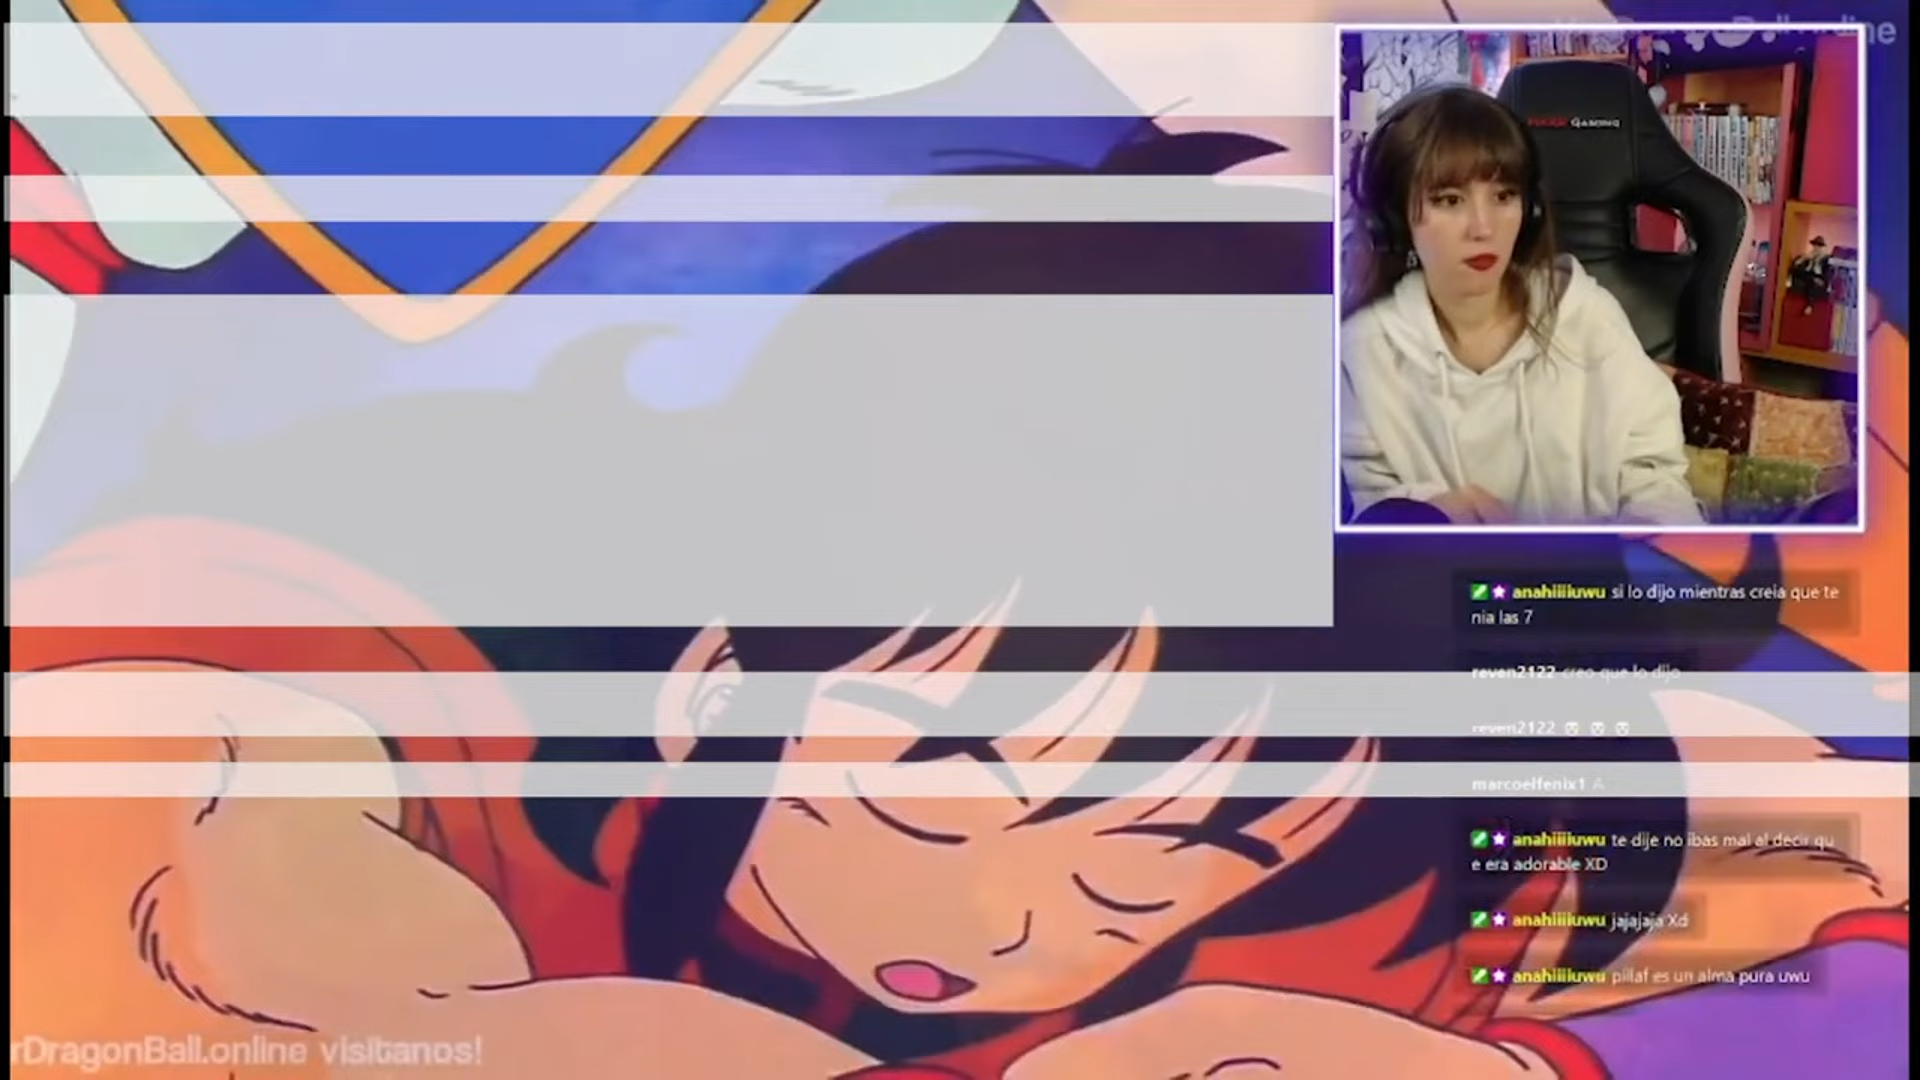 anahiiiiuwu si lo dijo mientras creia que te
nia las 7
reven2122 creo que lo dijo
reven2122
marcoelfenix1 A
anahiiiiuwu te dije no ibas mal al decir qu
e era adorable XD
anahiiiiuwu jajajaja Xd
anahiiiiuwu pillaf es un alma pura uwu
rDragonBall.online visitanos!